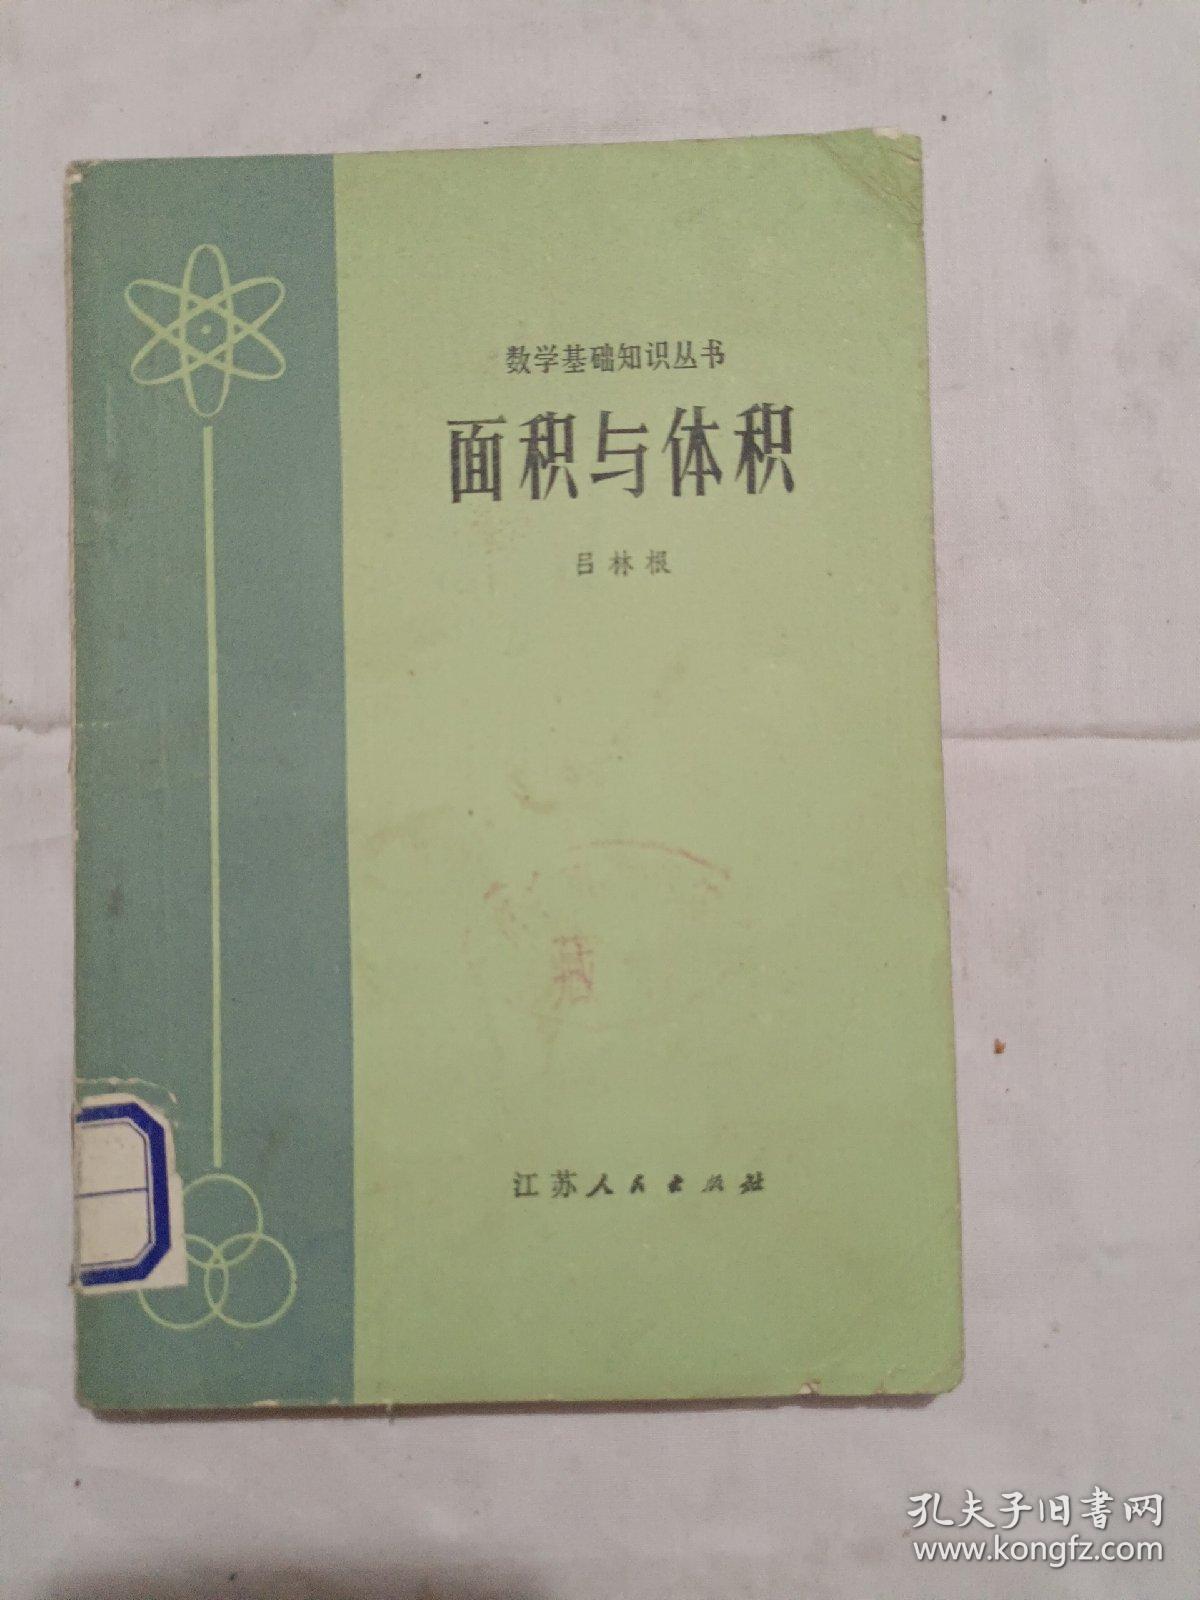 数学基础知识丛书
面积与体积
吕林根
江苏人民出版社
孔夫子旧书网
www.kongfz.com